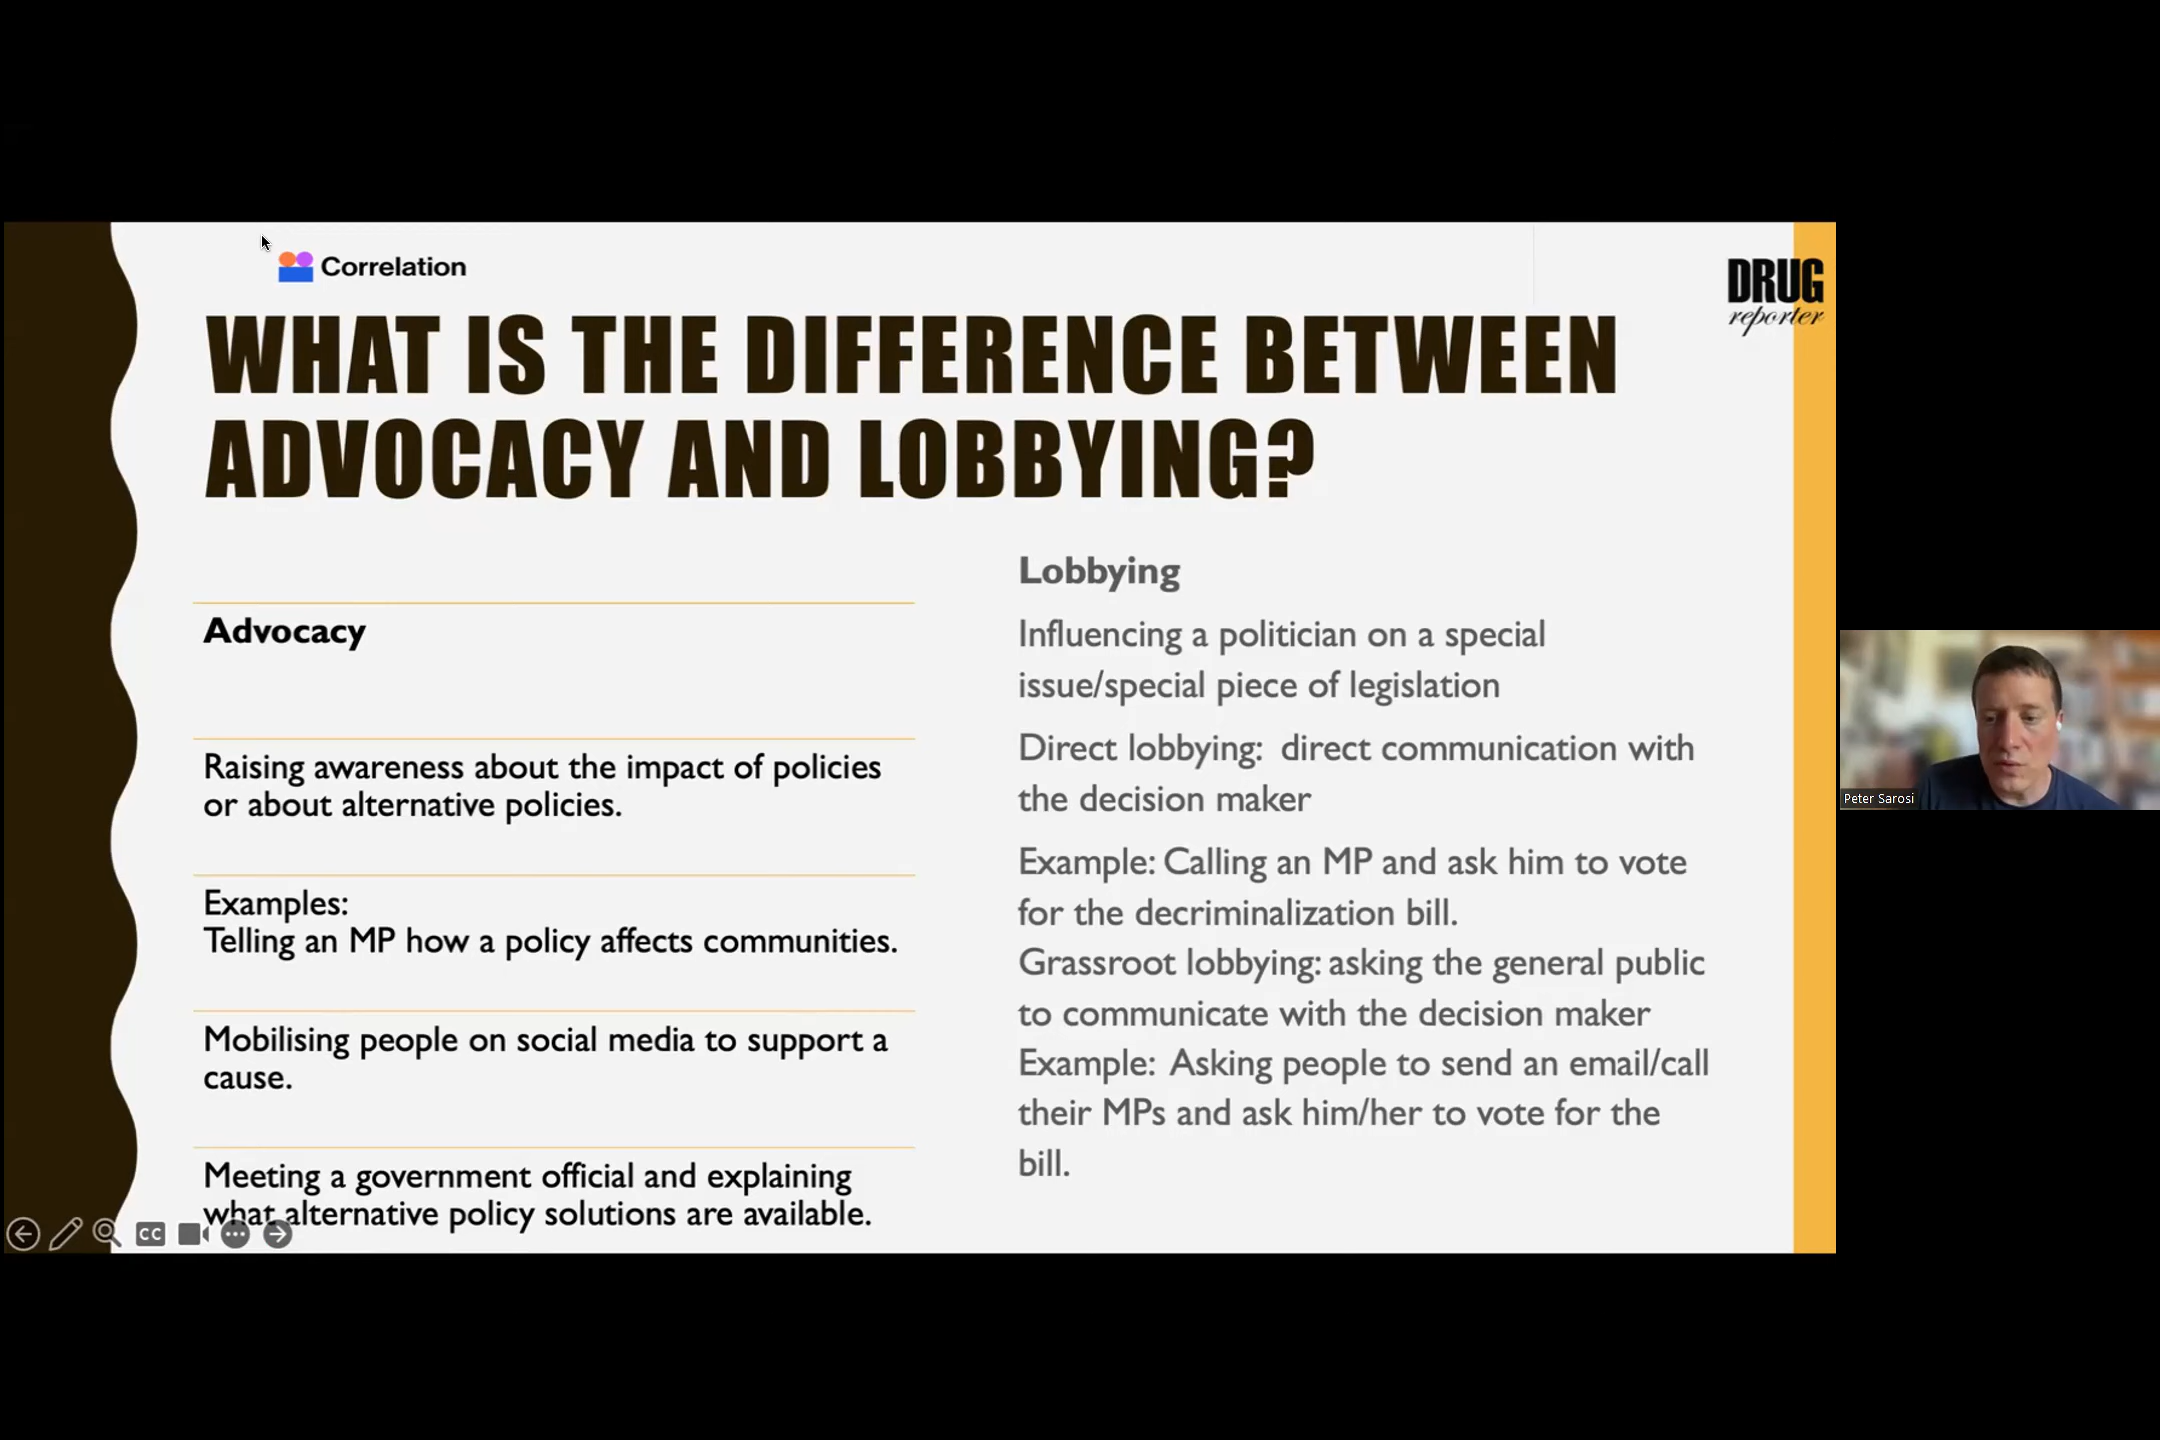 Correlation
DRUG
reporter
WHAT IS THE DIFFERENCE BETWEEN
ADVOCACY AND LOBBYING?
Advocacy
Raising awareness about the impact of policies
or about alternative policies.
Examples:
Telling an MP how a policy affects communities.
Mobilising people on social media to support a
cause.
Meeting a government official and explaining
what alternative policy solutions are available.
Lobbying
Influencing a politician on a special
issue/special piece of legislation
Direct lobbying: direct communication with
the decision maker
Example: Calling an MP and ask him to vote
for the decriminalization bill.
Grassroot lobbying: asking the general public
to communicate with the decision maker
Example: Asking people to send an email/call
their MPs and ask him/her to vote for the
bill.
CC
Peter Sarosi